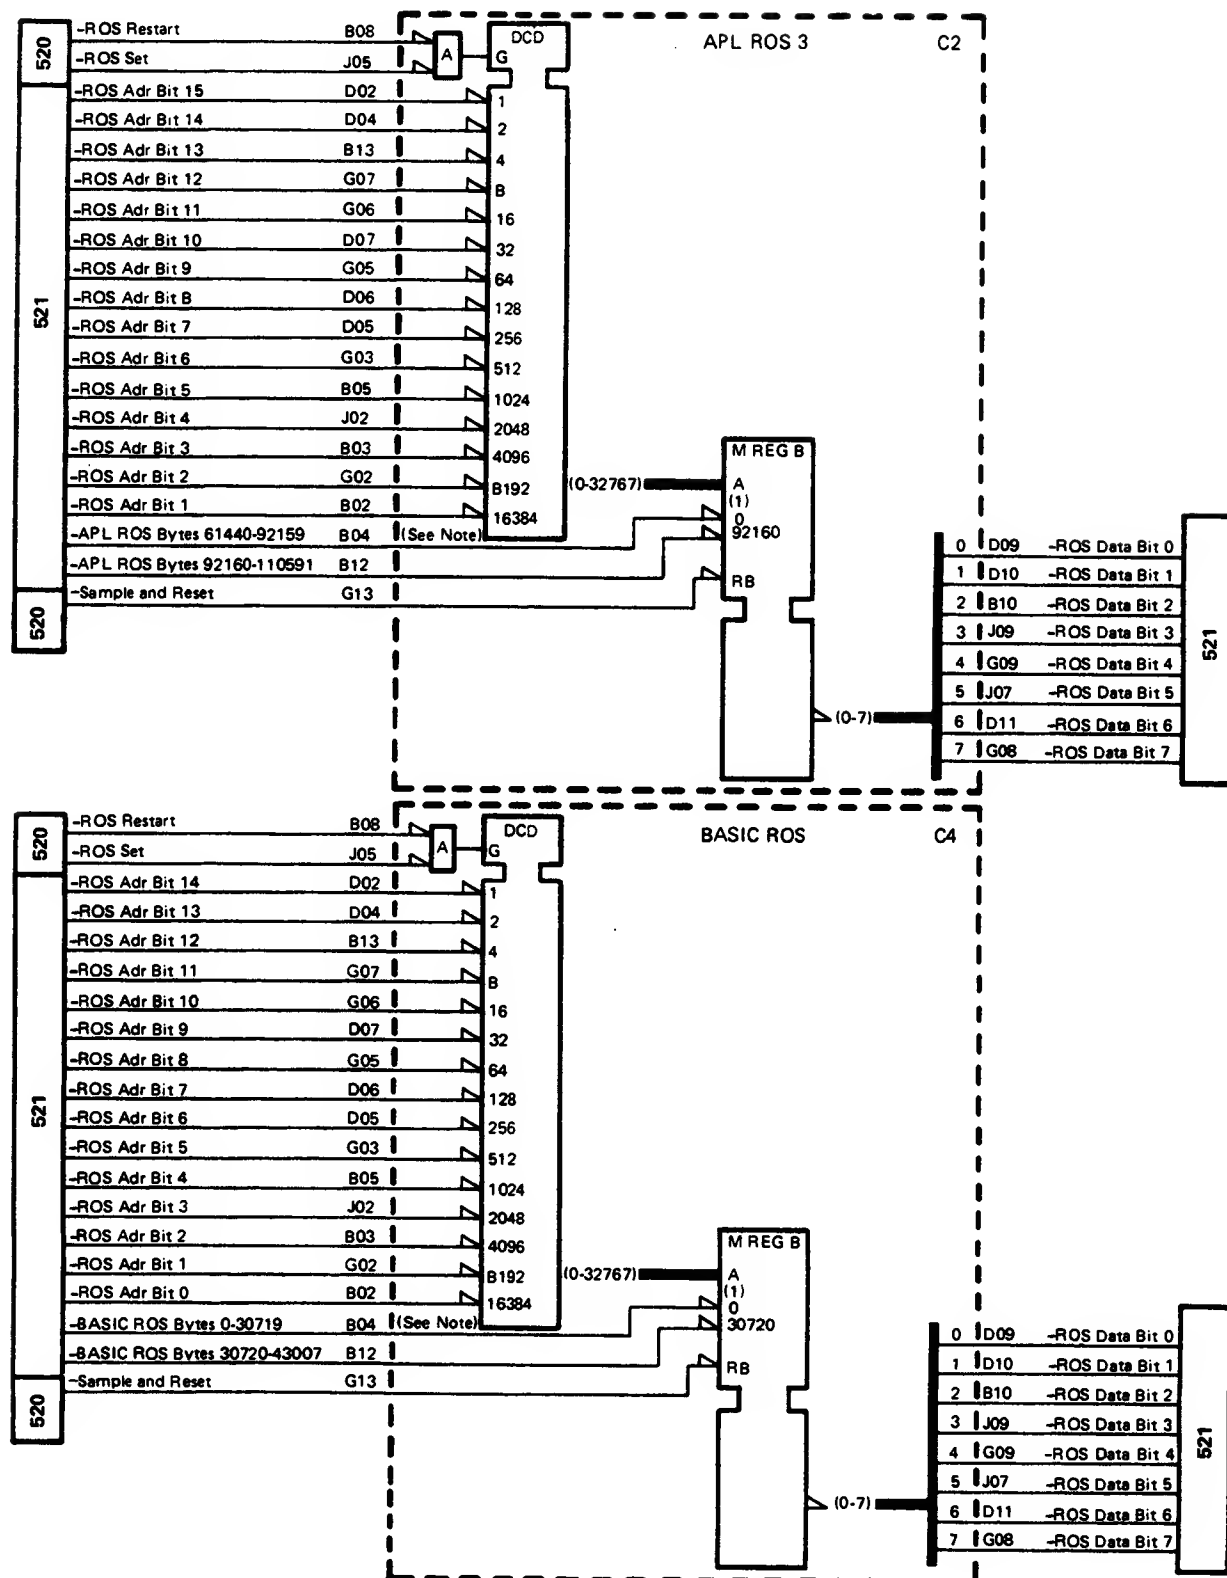 APL ROS 3 C2
520
-ROS Restart B08
-ROS Set J05
A
G
DCD
521
-ROS Adr Bit 15 D02 1
-ROS Adr Bit 14 D04 2
-ROS Adr Bit 13 B13 4
-ROS Adr Bit 12 G07 B
-ROS Adr Bit 11 G06 16
-ROS Adr Bit 10 D07 32
-ROS Adr Bit 9 G05 64
-ROS Adr Bit B D06 128
-ROS Adr Bit 7 D05 256
-ROS Adr Bit 6 G03 512
-ROS Adr Bit 5 B05 1024
-ROS Adr Bit 4 J02 2048
-ROS Adr Bit 3 B03 4096
-ROS Adr Bit 2 G02 B192
-ROS Adr Bit 1 B02 16384
-APL ROS Bytes 61440-92159 B04 (See Note)
-APL ROS Bytes 92160-110591 B12
520
-Sample and Reset G13
(0-32767)
M REG B
A
(1)
0
92160
RB
(0-7)
0 D09 -ROS Data Bit 0
1 D10 -ROS Data Bit 1
2 B10 -ROS Data Bit 2
3 J09 -ROS Data Bit 3
4 G09 -ROS Data Bit 4
5 J07 -ROS Data Bit 5
6 D11 -ROS Data Bit 6
7 G08 -ROS Data Bit 7
521
BASIC ROS C4
520
-ROS Restart B08
-ROS Set J05
A
G
DCD
521
-ROS Adr Bit 14 D02 1
-ROS Adr Bit 13 D04 2
-ROS Adr Bit 12 B13 4
-ROS Adr Bit 11 G07 B
-ROS Adr Bit 10 G06 16
-ROS Adr Bit 9 D07 32
-ROS Adr Bit 8 G05 64
-ROS Adr Bit 7 D06 128
-ROS Adr Bit 6 D05 256
-ROS Adr Bit 5 G03 512
-ROS Adr Bit 4 B05 1024
-ROS Adr Bit 3 J02 2048
-ROS Adr Bit 2 B03 4096
-ROS Adr Bit 1 G02 B192
-ROS Adr Bit 0 B02 16384
-BASIC ROS Bytes 0-30719 B04 (See Note)
-BASIC ROS Bytes 30720-43007 B12
520
-Sample and Reset G13
(0-32767)
M REG B
A
(1)
0
30720
RB
(0-7)
0 D09 -ROS Data Bit 0
1 D10 -ROS Data Bit 1
2 B10 -ROS Data Bit 2
3 J09 -ROS Data Bit 3
4 G09 -ROS Data Bit 4
5 J07 -ROS Data Bit 5
6 D11 -ROS Data Bit 6
7 G08 -ROS Data Bit 7
521